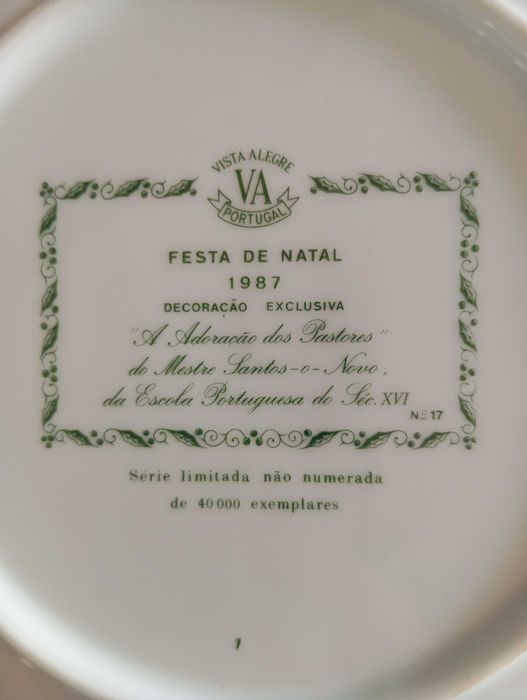 VISTA ALEGRE
VA
PORTUGAL
FESTA DE NATAL
1987
DECORAÇÃO EXCLUSIVA
"A Adoração dos Pastores"
do Mestre Santos-o-Novo,
da Escola Portuguesa do Séc. XVI
Nº 17
Série limitada não numerada
de 40000 exemplares
1